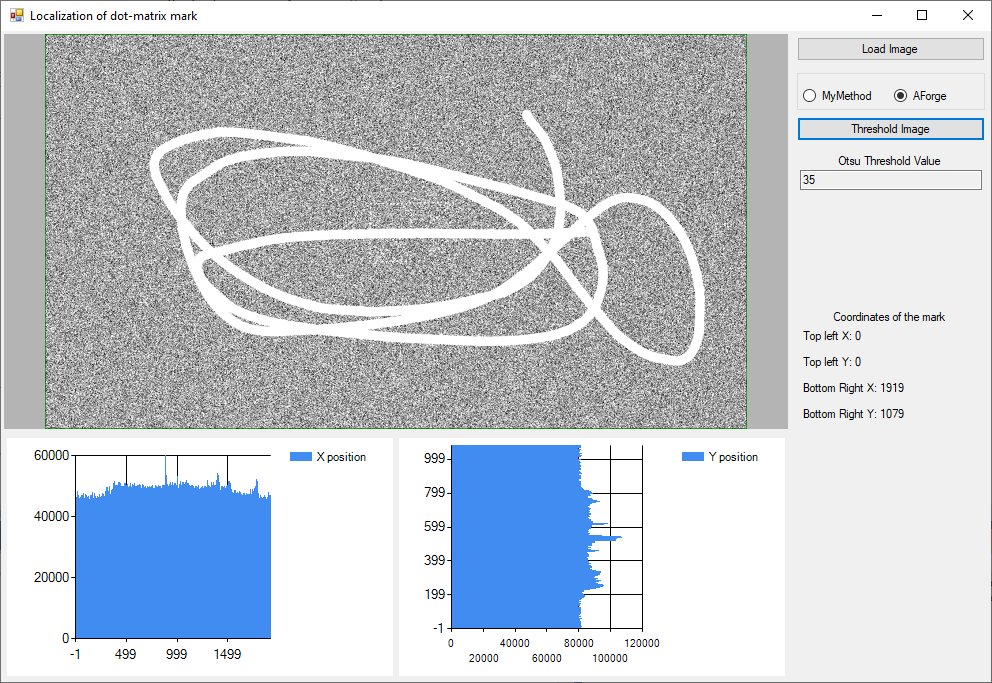 Localization of dot-matrix mark
Load Image
MyMethod AForge
Threshold Image
Otsu Threshold Value
35
Coordinates of the mark
Top left X: 0
Top left Y: 0
Bottom Right X: 1919
Bottom Right Y: 1079
60000
40000
20000
0
-1 499 999 1499
X position
999
799
599
399
199
-1
0 40000 80000 120000
20000 60000 100000
Y position